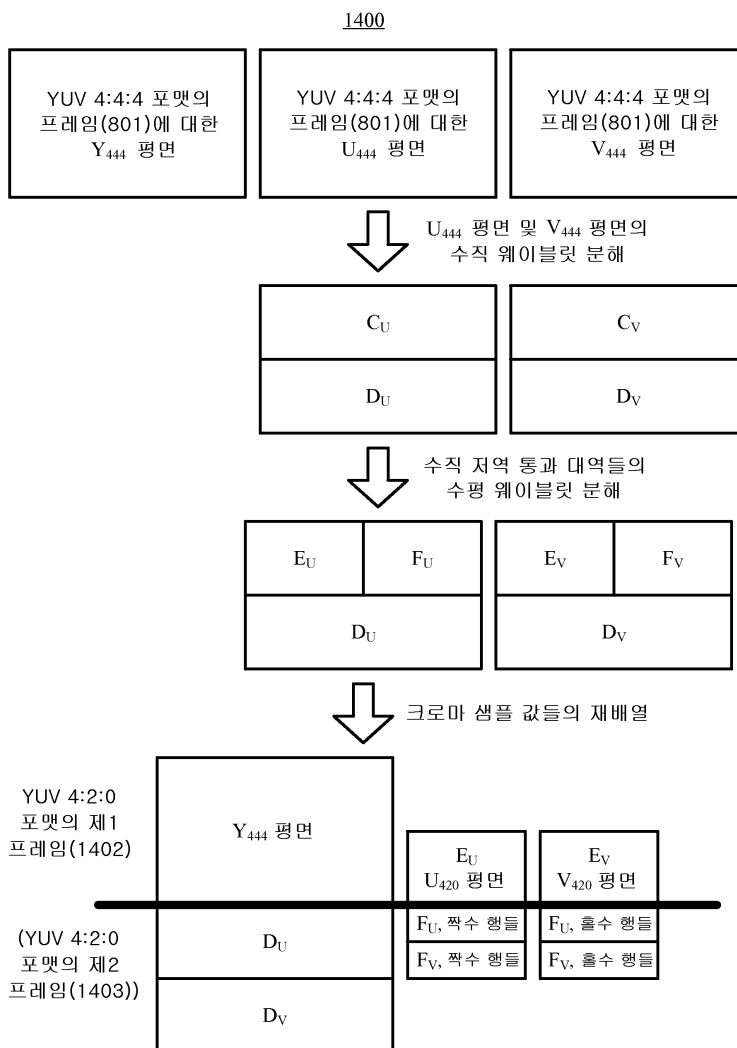 1400
YUV 4:4:4 포맷의
프레임(801)에 대한
Y444 평면
YUV 4:4:4 포맷의
프레임(801)에 대한
U444 평면
YUV 4:4:4 포맷의
프레임(801)에 대한
V444 평면
U444 평면 및 V444 평면의
수직 웨이블릿 분해
CU
CV
DU
DV
수직 저역 통과 대역들의
수평 웨이블릿 분해
EU
FU
EV
FV
DU
DV
크로마 샘플 값들의 재배열
YUV 4:2:0
포맷의 제1
프레임(1402)
Y444 평면
EU
U420 평면
EV
V420 평면
(YUV 4:2:0
포맷의 제2
프레임(1403))
DU
DV
FU, 짝수 행들
FU, 홀수 행들
FV, 짝수 행들
FV, 홀수 행들